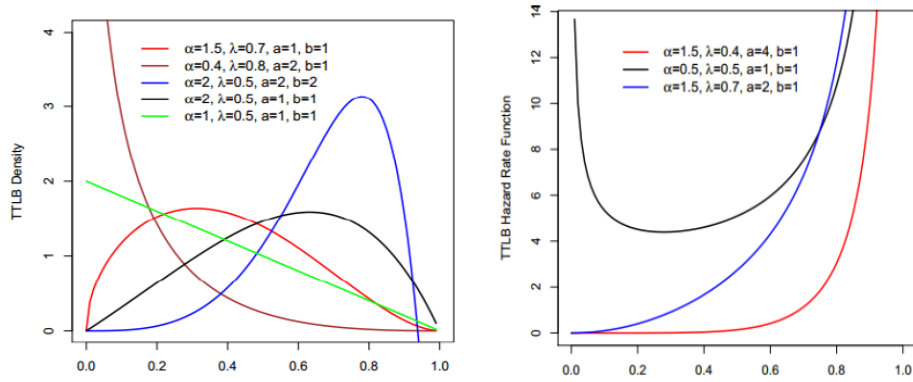 TTLB Density
4
3
2
1
0
α=1.5, λ=0.7, a=1, b=1
α=0.4, λ=0.8, a=2, b=1
α=2, λ=0.5, a=2, b=2
α=2, λ=0.5, a=1, b=1
α=1, λ=0.5, a=1, b=1
0.0 0.2 0.4 0.6 0.8 1.0
TTLB Hazard Rate Function
14
12
10
8
6
4
2
0
α=1.5, λ=0.4, a=4, b=1
α=0.5, λ=0.5, a=1, b=1
α=1.5, λ=0.7, a=2, b=1
0.0 0.2 0.4 0.6 0.8 1.0